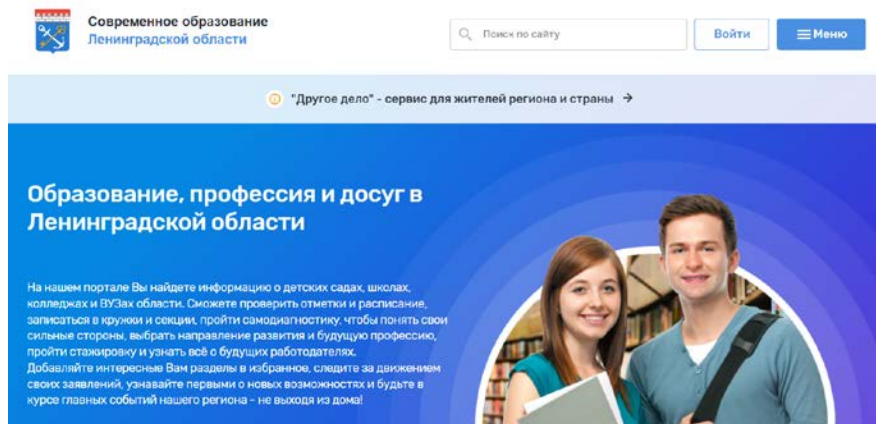 Современное образование
Ленинградской области
Поиск по сайту
Войти
Меню
"Другое дело" - сервис для жителей региона и страны →
Образование, профессия и досуг в
Ленинградской области
На нашем портале Вы найдете информацию о детских садах, школах,
колледжах и ВУЗах области. Сможете проверить отметки и расписание,
записаться в кружки и секции, пройти самодиагностику, чтобы понять свои
сильные стороны, выбрать направление развития и будущую профессию,
пройти стажировку и узнать всё о будущих работодателях.
Добавляйте интересные Вам разделы в избранное, следите за движением
своих заявлений, узнавайте первыми о новых возможностях и будьте в
курсе главных событий нашего региона - не выходя из дома!